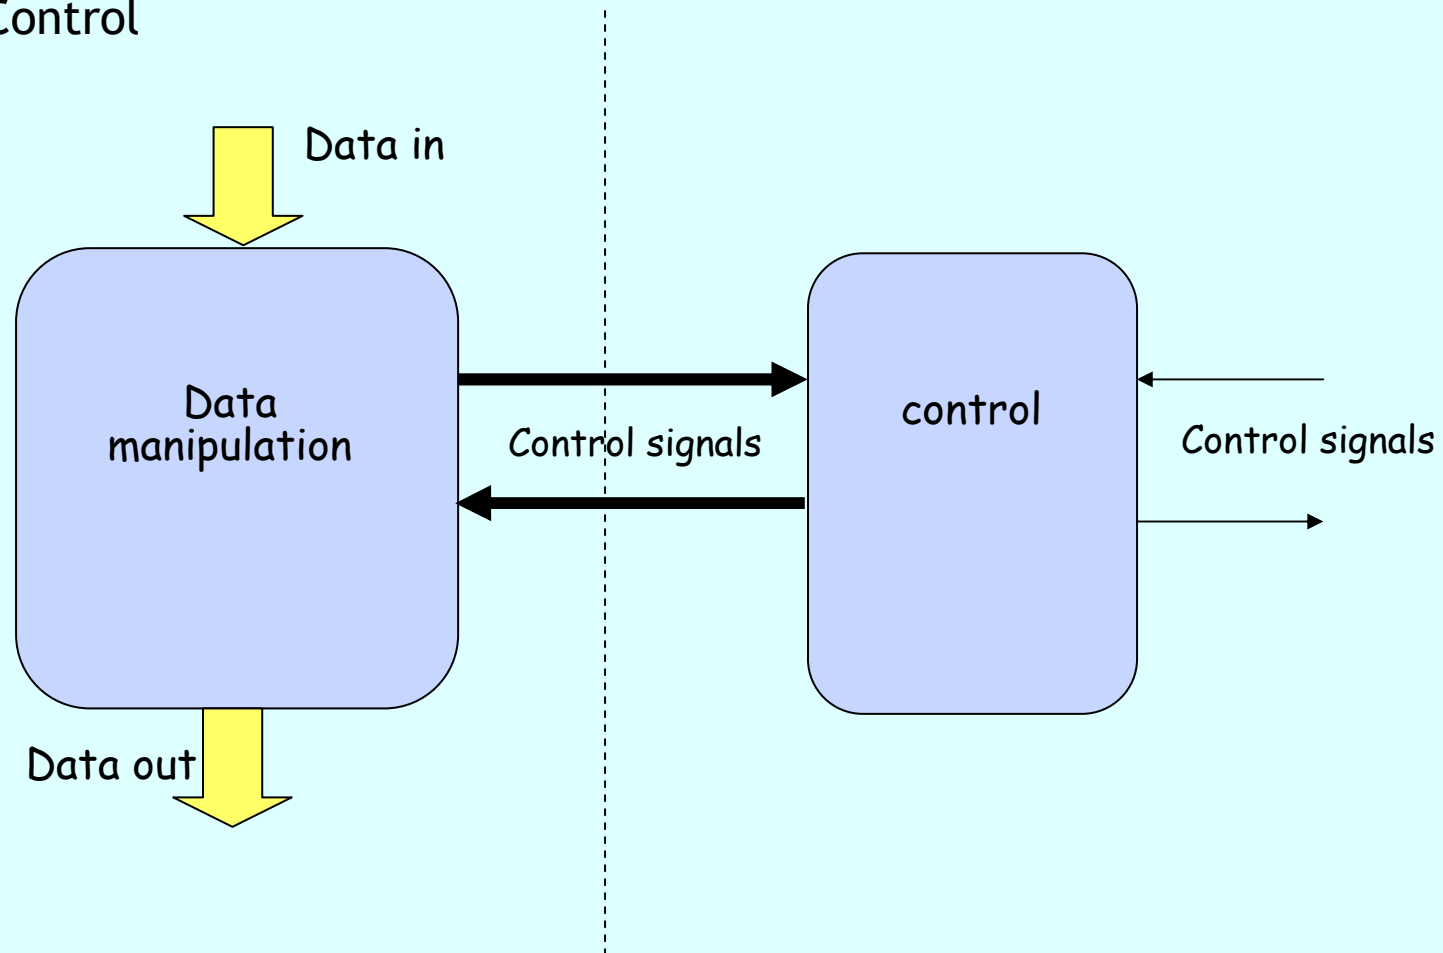 Control
Data in
Data
manipulation
Control signals
control
Control signals
Data out